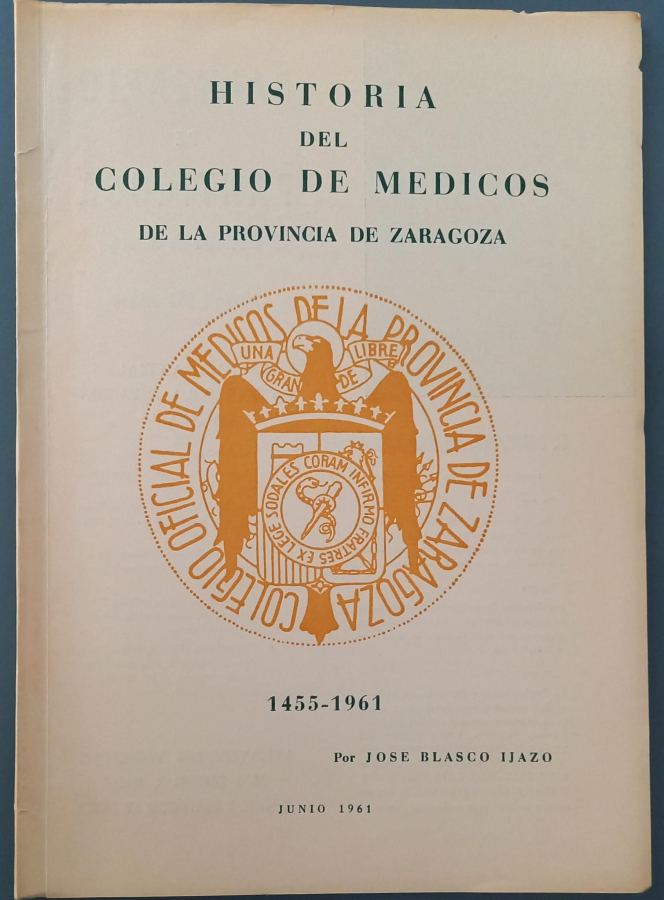 HISTORIA
DEL
COLEGIO DE MEDICOS
DE LA PROVINCIA DE ZARAGOZA
COLEGIO OFICIAL DE MEDICOS DE LA PROVINCIA DE ZARAGOZA
UNA GRANDE LIBRE
SODALES CORAM INFIRMO FRATRES EX LEGE
1455-1961
Por JOSE BLASCO IJAZO
JUNIO 1961